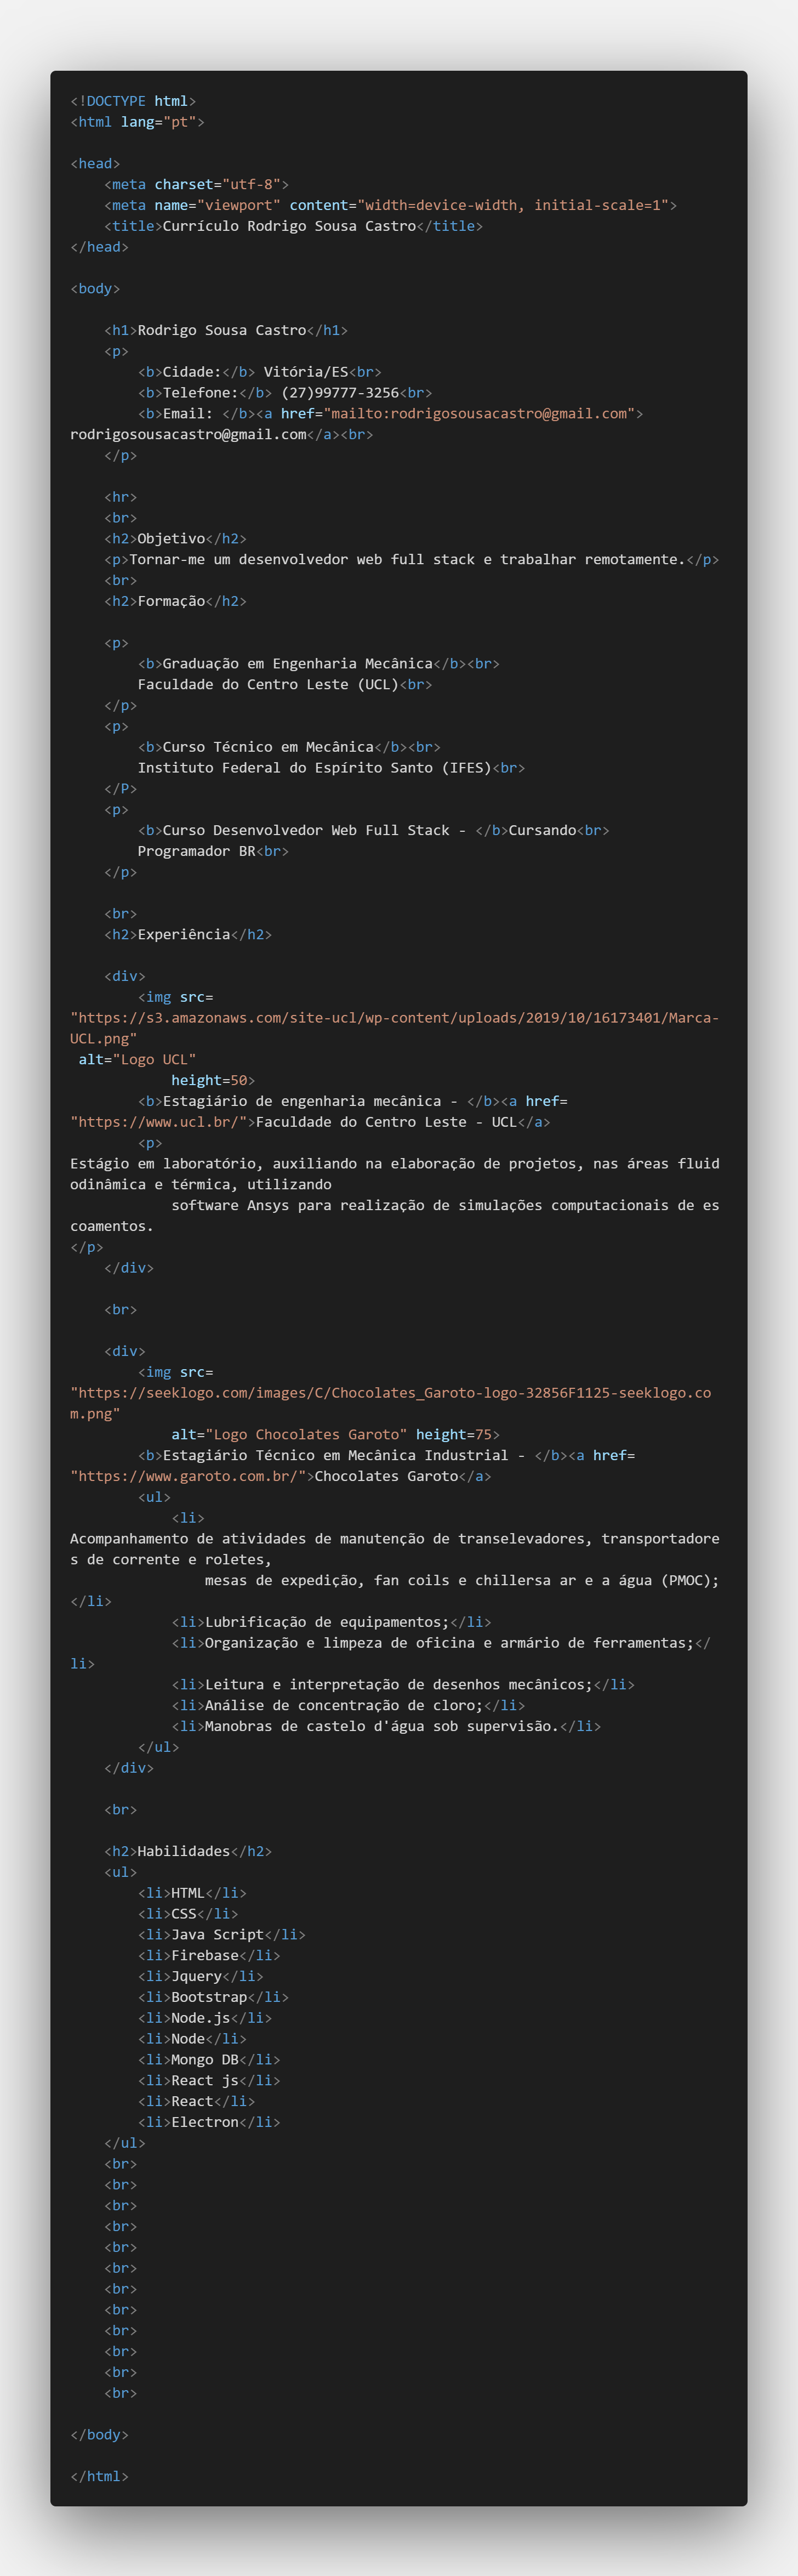 <!DOCTYPE html>
<html lang="pt">
<head>
<meta charset="utf-8">
<meta name="viewport" content="width=device-width, initial-scale=1">
<title>Currículo Rodrigo Sousa Castro</title>
</head>
<body>
<h1>Rodrigo Sousa Castro</h1>
<p>
<b>Cidade:</b> Vitória/ES<br>
<b>Telefone:</b> (27)99777-3256<br>
<b>Email: </b><a href="mailto:rodrigosousacastro@gmail.com">
rodrigosousacastro@gmail.com</a><br>
</p>
<hr>
<br>
<h2>Objetivo</h2>
<p>Tornar-me um desenvolvedor web full stack e trabalhar remotamente.</p>
<br>
<h2>Formação</h2>
<p>
<b>Graduação em Engenharia Mecânica</b><br>
Faculdade do Centro Leste (UCL)<br>
</p>
<p>
<b>Curso Técnico em Mecânica</b><br>
Instituto Federal do Espírito Santo (IFES)<br>
</P>
<p>
<b>Curso Desenvolvedor Web Full Stack - </b>Cursando<br>
Programador BR<br>
</p>
<br>
<h2>Experiência</h2>
<div>
<img src=
"https://s3.amazonaws.com/site-ucl/wp-content/uploads/2019/10/16173401/Marca-
UCL.png"
alt="Logo UCL"
height=50>
<b>Estagiário de engenharia mecânica - </b><a href=
"https://www.ucl.br/">Faculdade do Centro Leste - UCL</a>
<p>
Estágio em laboratório, auxiliando na elaboração de projetos, nas áreas fluid
odinâmica e térmica, utilizando
software Ansys para realização de simulações computacionais de es
coamentos.
</p>
</div>
<br>
<div>
<img src=
"https://seeklogo.com/images/C/Chocolates_Garoto-logo-32856F1125-seeklogo.co
m.png"
alt="Logo Chocolates Garoto" height=75>
<b>Estagiário Técnico em Mecânica Industrial - </b><a href=
"https://www.garoto.com.br/">Chocolates Garoto</a>
<ul>
<li>
Acompanhamento de atividades de manutenção de transelevadores, transportadore
s de corrente e roletes,
mesas de expedição, fan coils e chillersa ar e a água (PMOC);
</li>
<li>Lubrificação de equipamentos;</li>
<li>Organização e limpeza de oficina e armário de ferramentas;</
li>
<li>Leitura e interpretação de desenhos mecânicos;</li>
<li>Análise de concentração de cloro;</li>
<li>Manobras de castelo d'água sob supervisão.</li>
</ul>
</div>
<br>
<h2>Habilidades</h2>
<ul>
<li>HTML</li>
<li>CSS</li>
<li>Java Script</li>
<li>Firebase</li>
<li>Jquery</li>
<li>Bootstrap</li>
<li>Node.js</li>
<li>Node</li>
<li>Mongo DB</li>
<li>React js</li>
<li>React</li>
<li>Electron</li>
</ul>
<br>
<br>
<br>
<br>
<br>
<br>
<br>
<br>
<br>
<br>
<br>
<br>
</body>
</html>